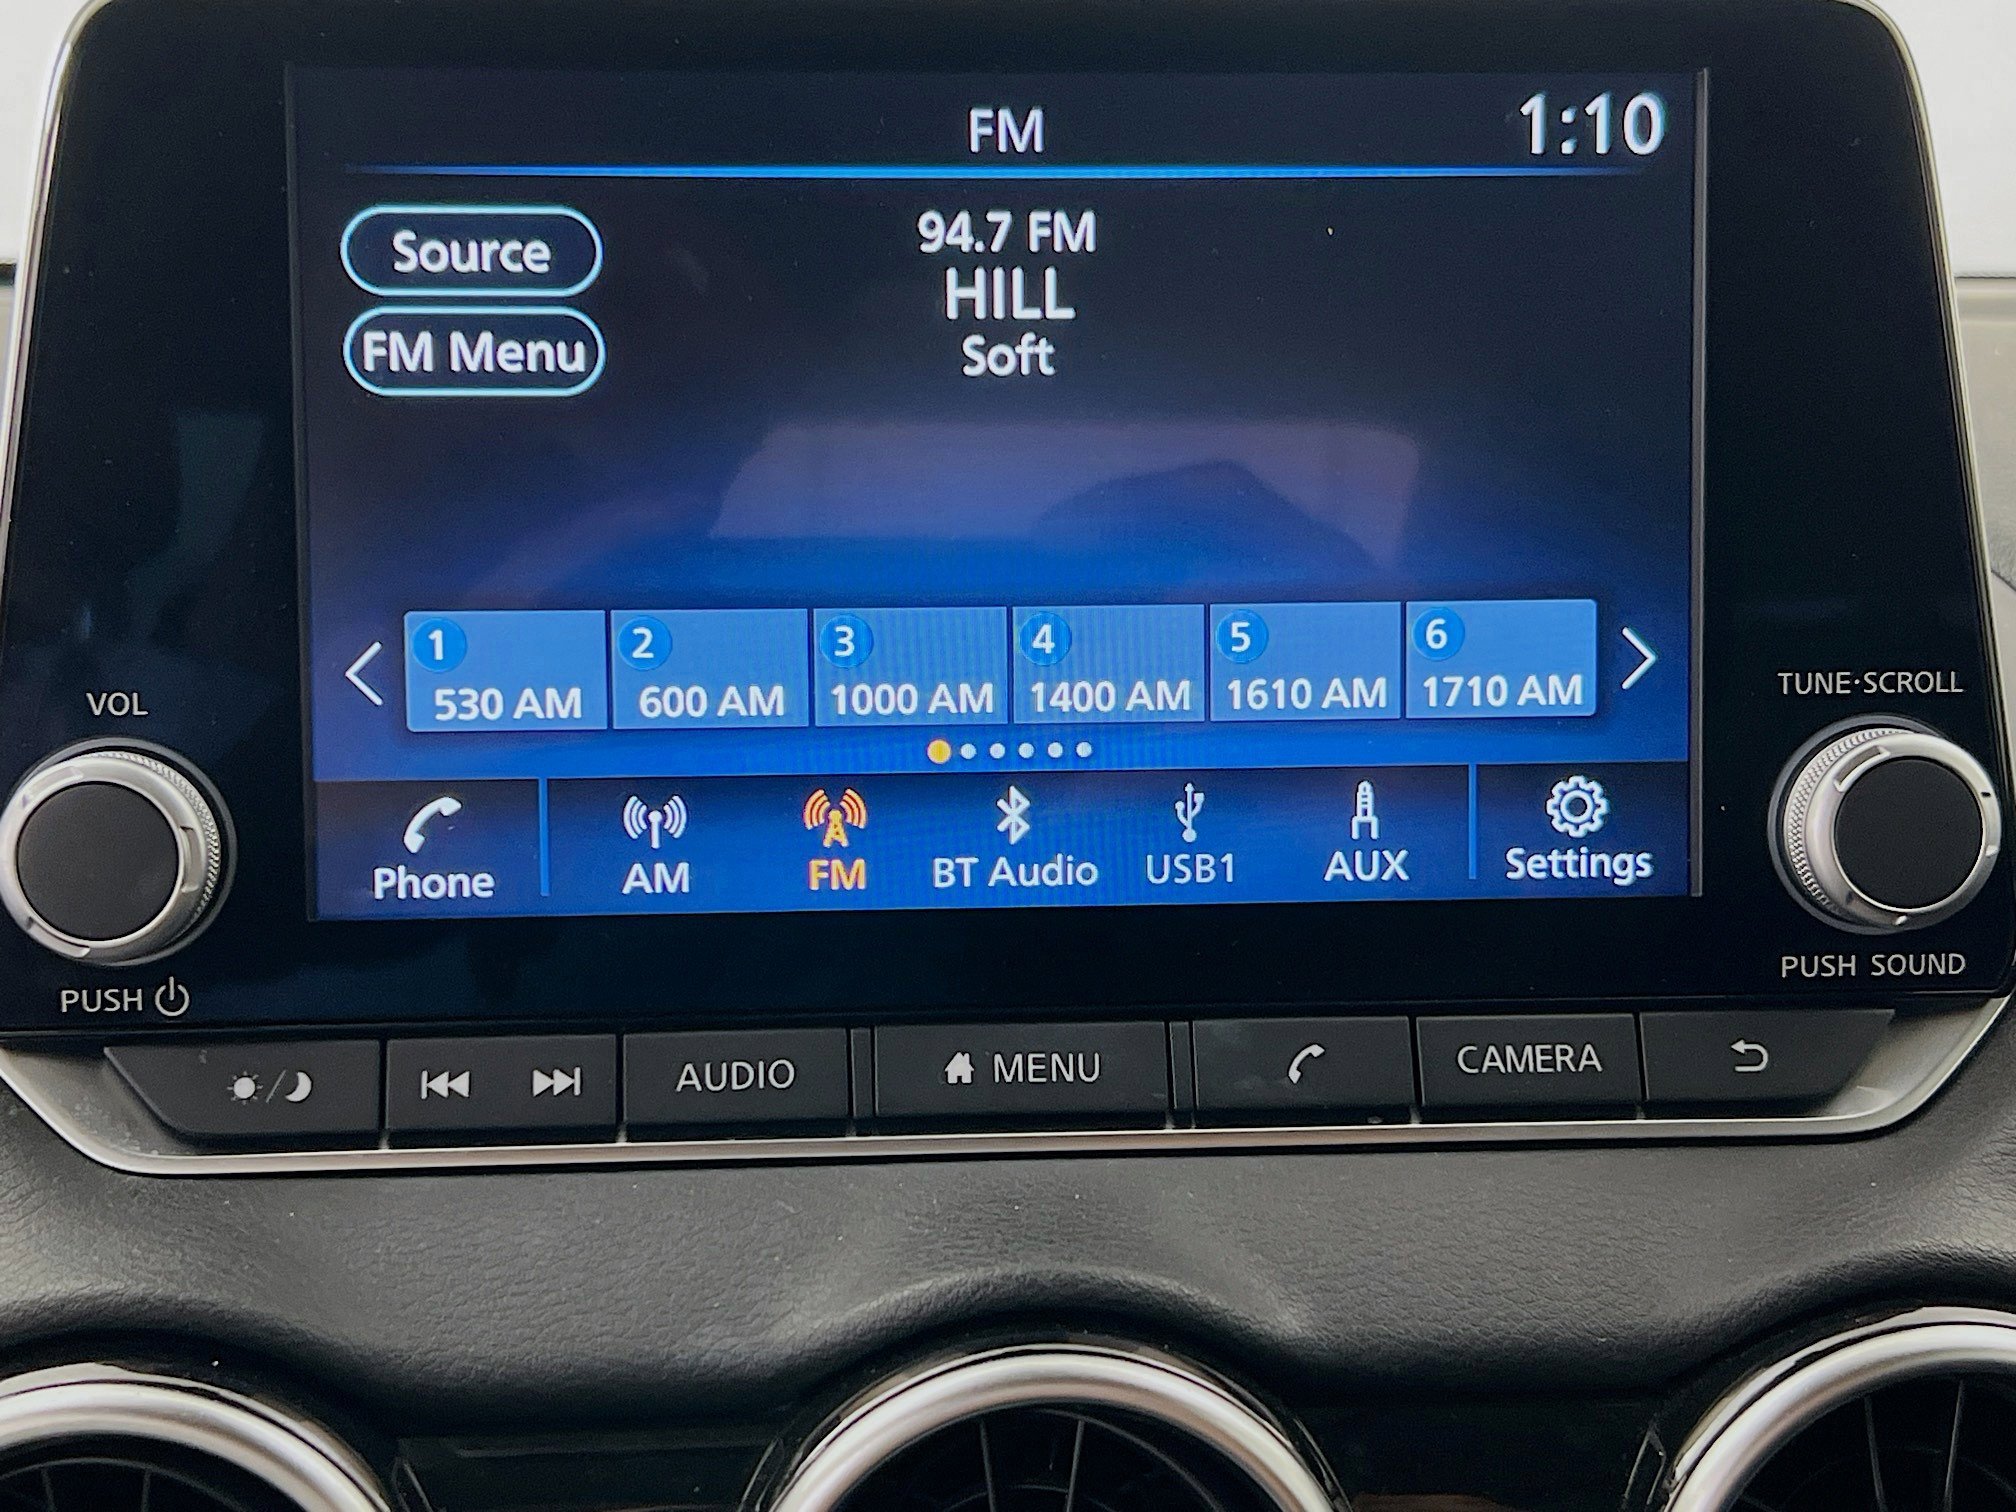 FM
1:10
Source
FM Menu
94.7 FM
HILL
Soft
1 2 3 4 5 6
530 AM 600 AM 1000 AM 1400 AM 1610 AM 1710 AM
Phone AM FM BT Audio USB1 AUX Settings
VOL
PUSH
TUNE·SCROLL
PUSH SOUND
AUDIO MENU CAMERA